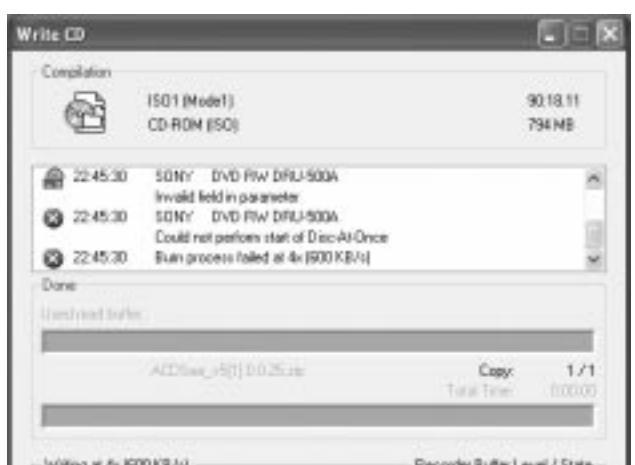 Write CD
Compilation
ISO1 (Mode1) 90:18.11
CD-ROM (ISO) 794 MB
22:45:30 SONY DVD RW DRU-500A
Invalid field in parameter
22:45:30 SONY DVD RW DRU-500A
Could not perform start of Disc-At-Once
22:45:30 Burn process failed at 4x (600 KB/s)
Done
Used read buffer
Copy: 1 / 1
Total Time: 0:00:00
Writing at 4x (600 KB/s) Recorder Buffer Level / State